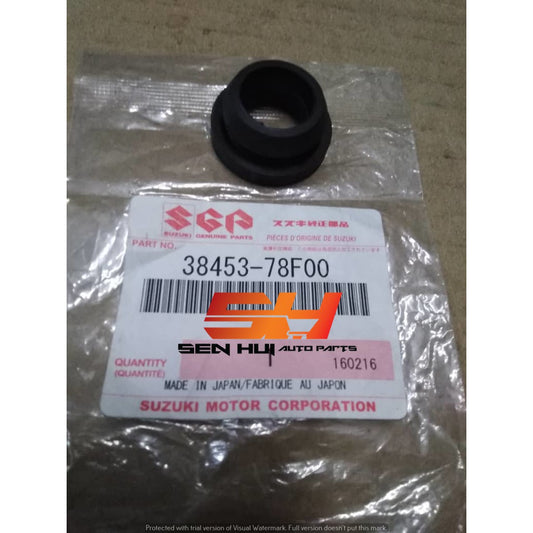 SGP スズキ純正部品
SUZUKI GENUINE PARTS PIÈCES D'ORIGINE DE SUZUKI
PART NO.
38453-78F00
SH
SEN HUI AUTO PARTS
QUANTITY 1 160216
(QUANTITÉ)
MADE IN JAPAN/FABRIQUE AU JAPON
SUZUKI MOTOR CORPORATION
Protected with trial version of Visual Watermark. Full version doesn't put this mark.